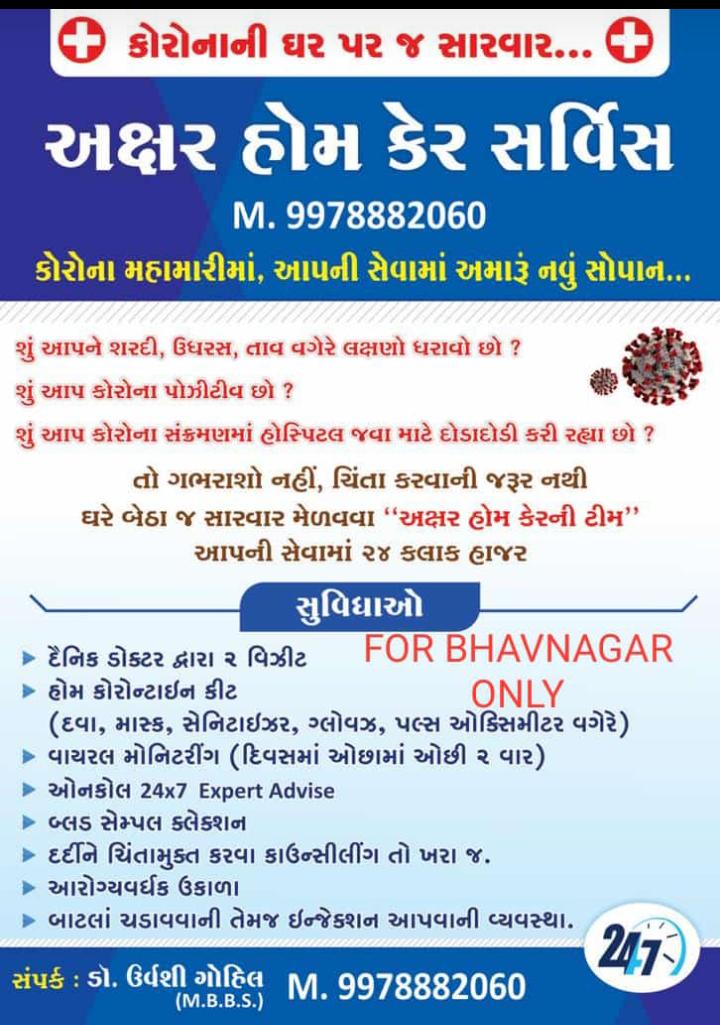 કોરોનાની ઘર પર જ સારવાર...
અક્ષર હોમ કેર સર્વિસ
M. 9978882060
કોરોના મહામારીમાં, આપની સેવામાં અમારૂં નવું સોપાન...
શું આપને શરદી, ઉધરસ, તાવ વગેરે લક્ષણો ધરાવો છો ?
શું આપ કોરોના પોઝીટીવ છો ?
શું આપ કોરોના સંક્રમણમાં હોસ્પિટલ જવા માટે દોડાદોડી કરી રહ્યા છો ?
તો ગભરાશો નહીં, ચિંતા કરવાની જરૂર નથી
ઘરે બેઠા જ સારવાર મેળવવા ‘‘અક્ષર હોમ કેરની ટીમ’’
આપની સેવામાં ૨૪ કલાક હાજર
સુવિધાઓ
દૈનિક ડોક્ટર દ્વારા ૨ વિઝીટ
FOR BHAVNAGAR
ONLY
હોમ કોરોન્ટાઇન કીટ
(દવા, માસ્ક, સેનિટાઇઝર, ગ્લોવઝ, પલ્સ ઓક્સિમીટર વગેરે)
વાયરલ મોનિટરીંગ (દિવસમાં ઓછામાં ઓછી ૨ વાર)
ઓનકોલ 24x7 Expert Advise
બ્લડ સેમ્પલ ક્લેકશન
દર્દીને ચિંતામુક્ત કરવા કાઉન્સીલીંગ તો ખરા જ.
આરોગ્યવર્ધક ઉકાળા
બાટલાં ચડાવવાની તેમજ ઇન્જેકશન આપવાની વ્યવસ્થા.
24/7
સંપર્ક : ડો. ઉર્વશી ગોહિલ M. 9978882060
(M.B.B.S.)